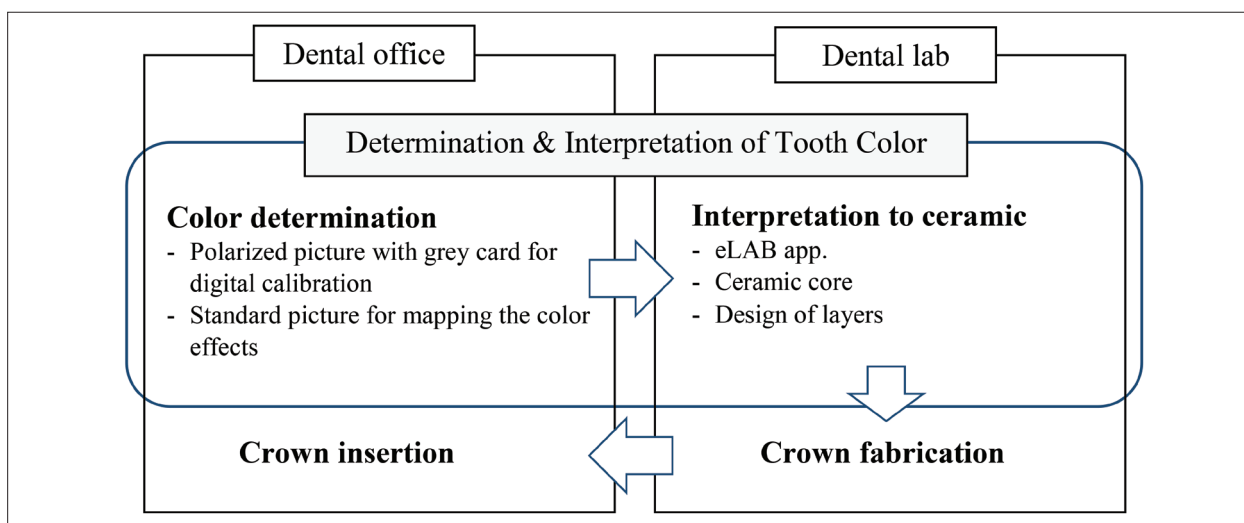 Dental office
Dental lab
Determination & Interpretation of Tooth Color
Color determination
- Polarized picture with grey card for
digital calibration
- Standard picture for mapping the color
effects
Interpretation to ceramic
- eLAB app.
- Ceramic core
- Design of layers
Crown insertion
Crown fabrication